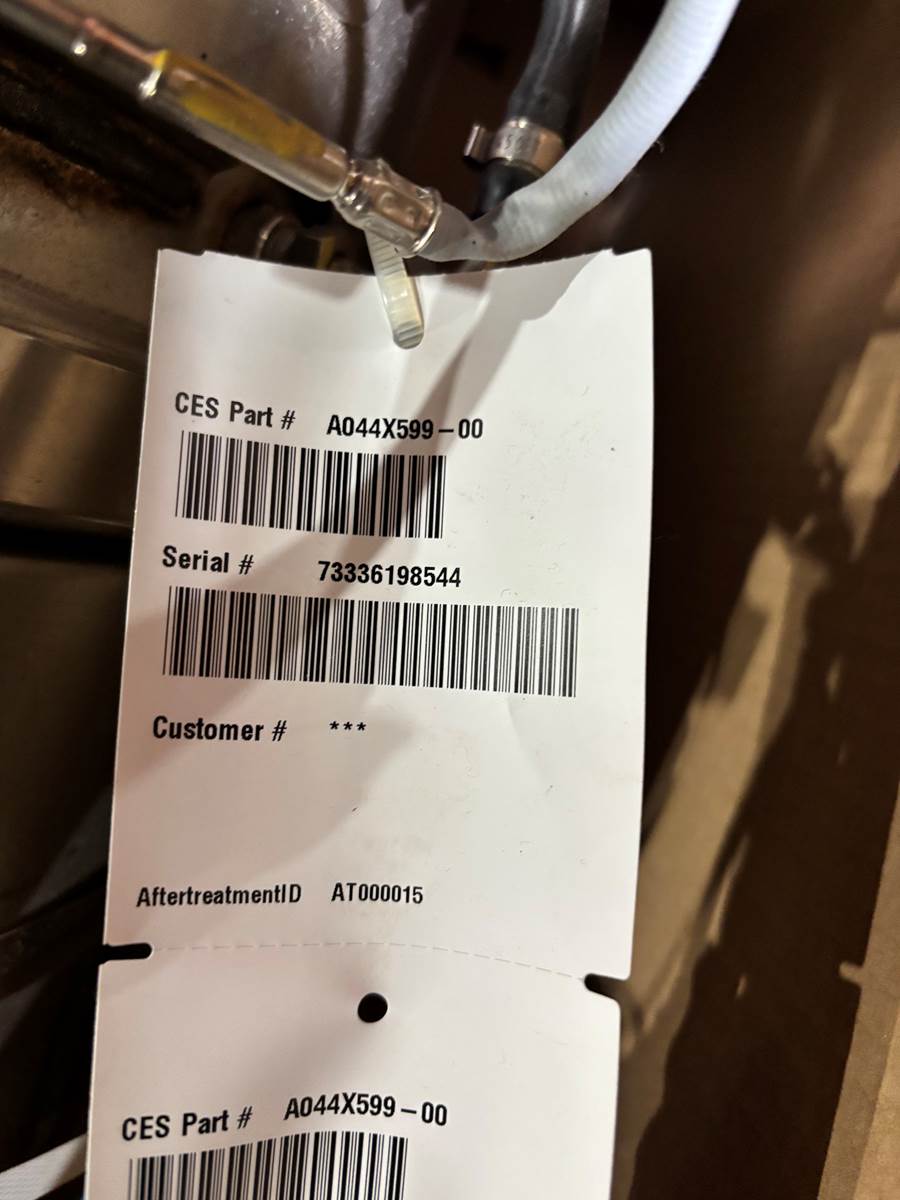 CES Part # A044X599-00
Serial # 73336198544
Customer # ***
AftertreatmentID AT000015
CES Part # A044X599-00